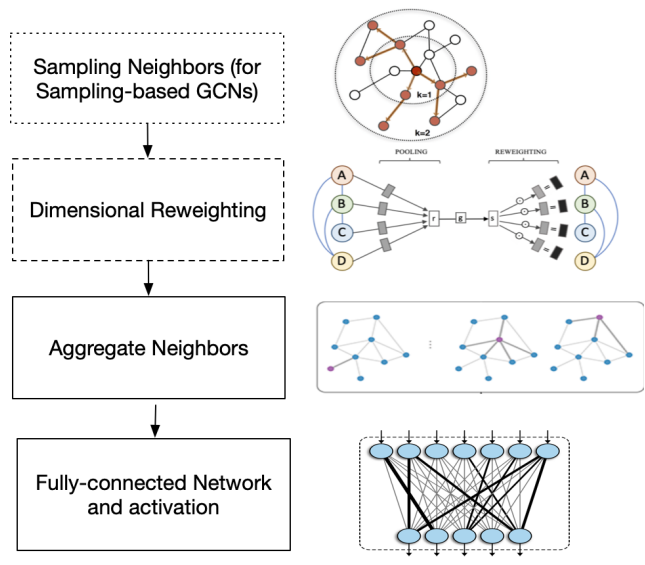 Sampling Neighbors (for
Sampling-based GCNs)
k=1
k=2
Dimensional Reweighting
POOLING
REWEIGHTING
A
B
C
D
r
g
s
A
B
C
D
Aggregate Neighbors
Fully-connected Network
and activation